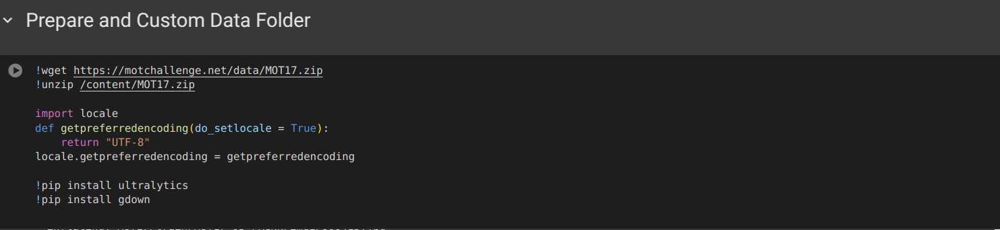 Prepare and Custom Data Folder
!wget https://motchallenge.net/data/MOT17.zip
!unzip /content/MOT17.zip
import locale
def getpreferredencoding(do_setlocale = True):
    return "UTF-8"
locale.getpreferredencoding = getpreferredencoding
!pip install ultralytics
!pip install gdown